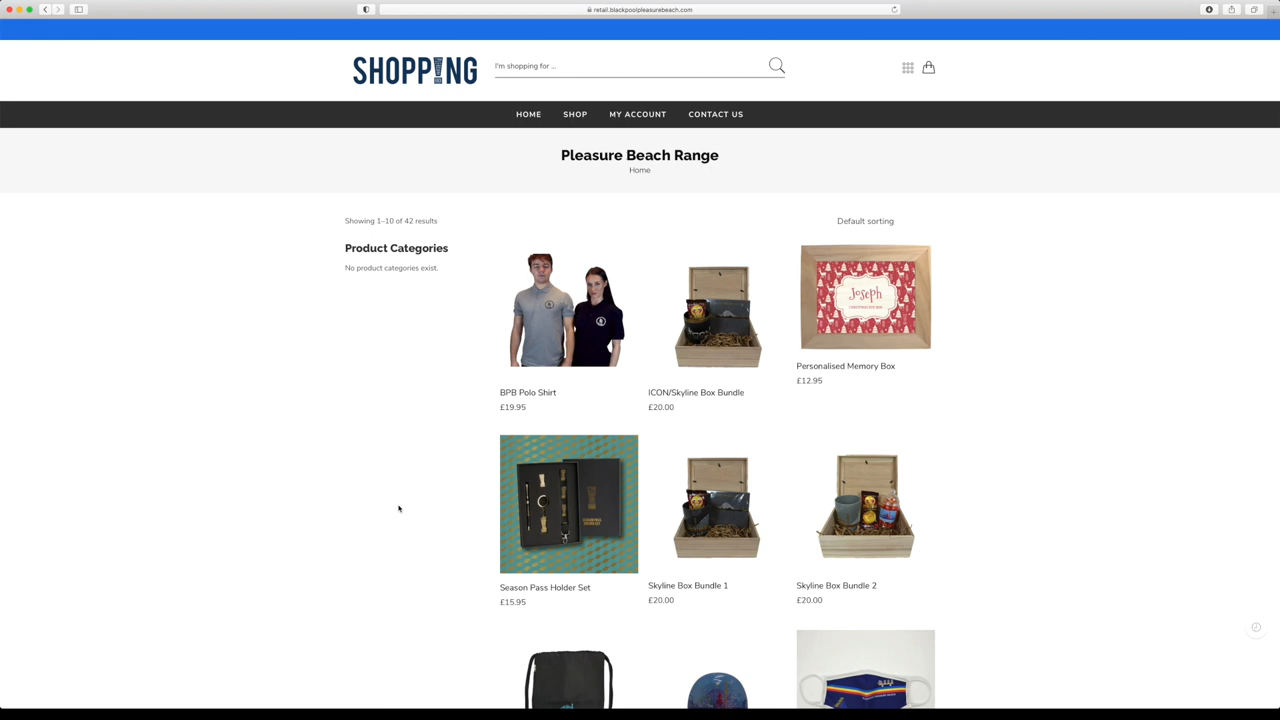 retail.blackpoolpleasurebeach.com
SHOPPING
I'm shopping for ...
HOME SHOP MY ACCOUNT CONTACT US
Pleasure Beach Range
Home
Showing 1–10 of 42 results
Default sorting
Product Categories
No product categories exist.
Joseph
CHRISTMAS EVE BOX
Personalised Memory Box
£12.95
BPB Polo Shirt
£19.95
ICON/Skyline Box Bundle
£20.00
Season Pass Holder Set
£15.95
Skyline Box Bundle 1
£20.00
Skyline Box Bundle 2
£20.00